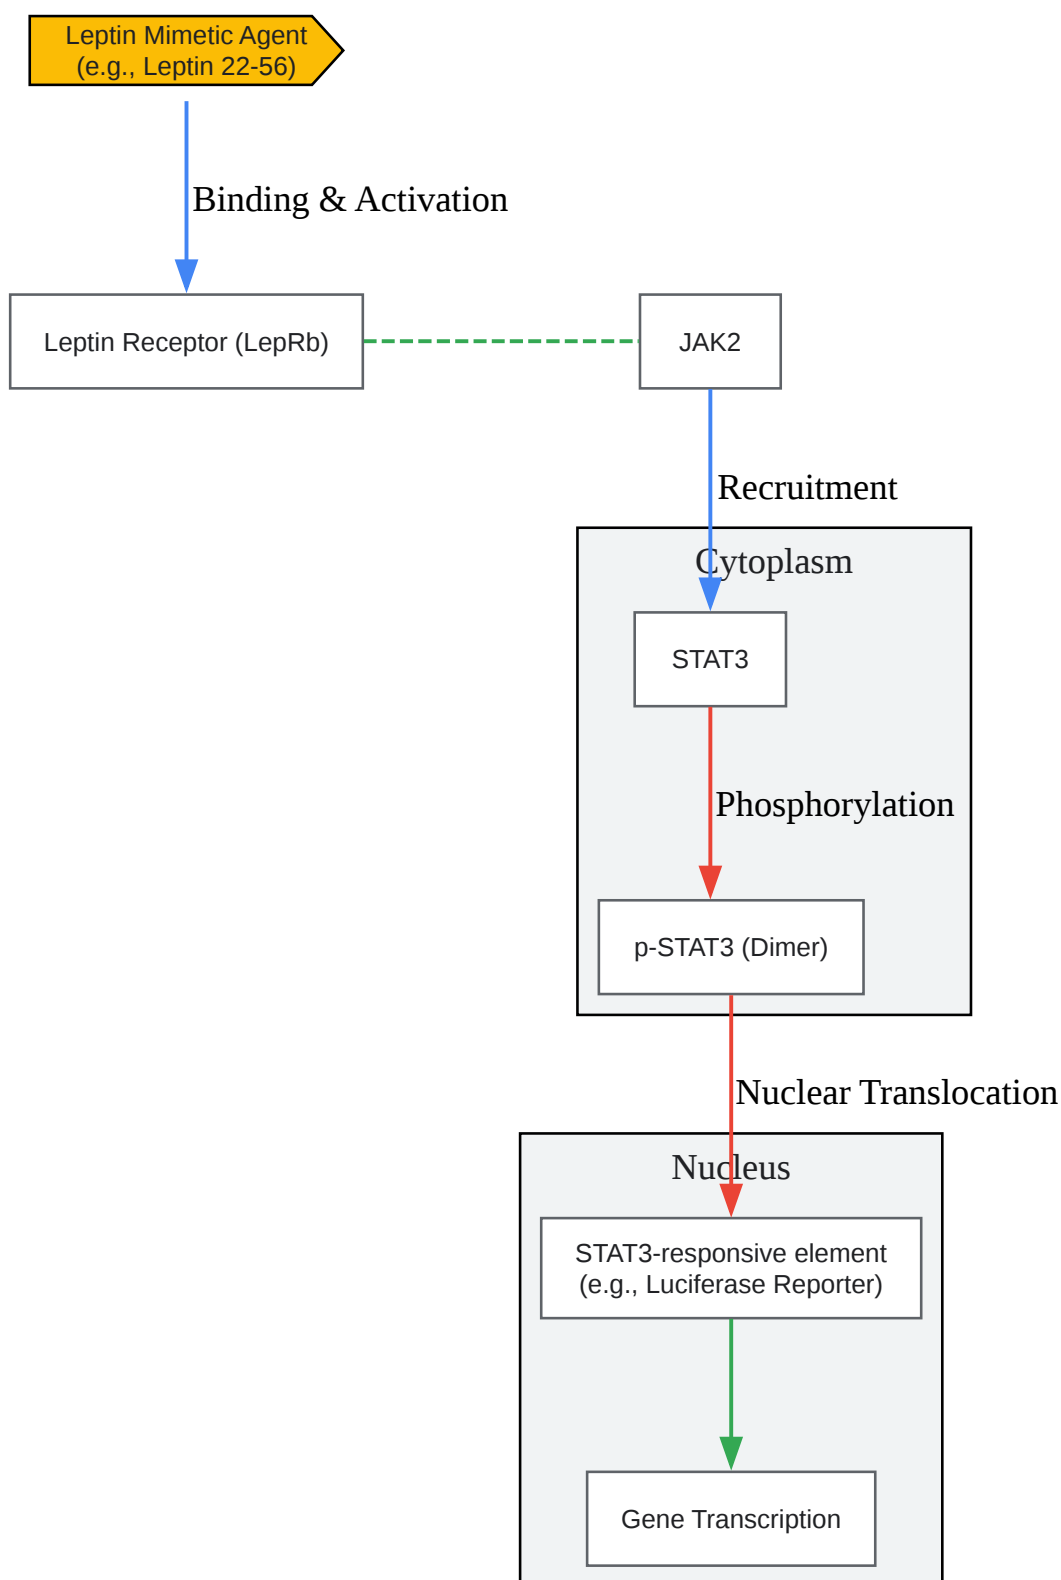 Leptin Mimetic Agent
(e.g., Leptin 22-56)
Binding & Activation
Leptin Receptor (LepRb)
JAK2
Recruitment
Cytoplasm
STAT3
Phosphorylation
p-STAT3 (Dimer)
Nuclear Translocation
Nucleus
STAT3-responsive element
(e.g., Luciferase Reporter)
Gene Transcription